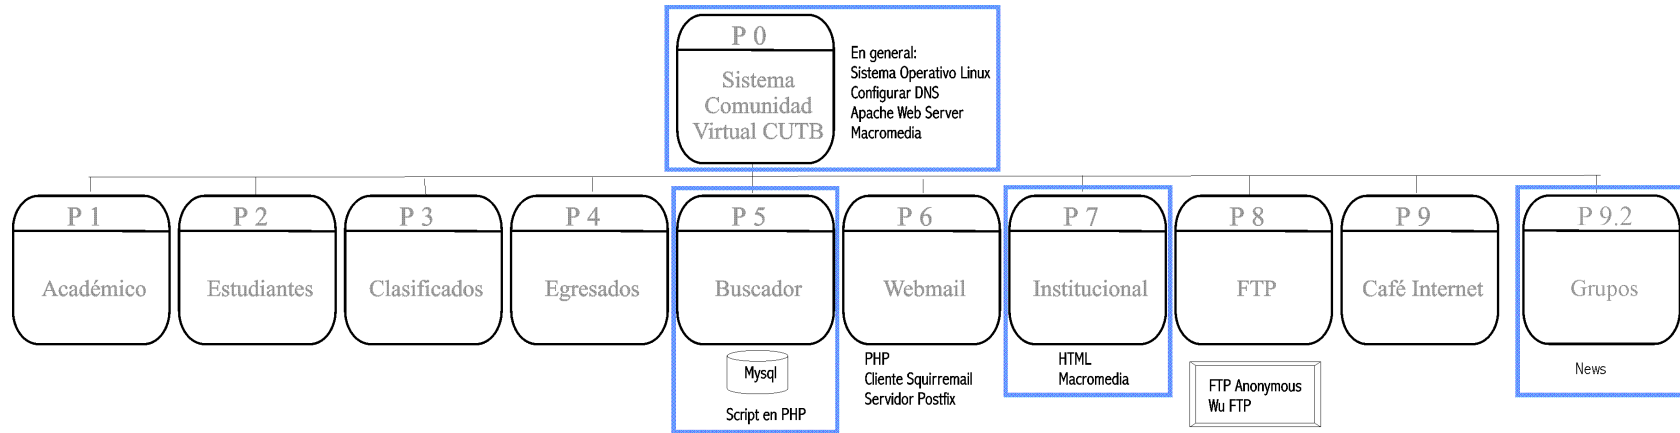 P 0
Sistema
Comunidad
Virtual CUTB
En general:
Sistema Operativo Linux
Configurar DNS
Apache Web Server
Macromedia
P 1
Académico
P 2
Estudiantes
P 3
Clasificados
P 4
Egresados
P 5
Buscador
Mysql
Script en PHP
P 6
Webmail
PHP
Cliente Squirremail
Servidor Postfix
P 7
Institucional
HTML
Macromedia
P 8
FTP
FTP Anonymous
Wu FTP
P 9
Café Internet
P 9.2
Grupos
News